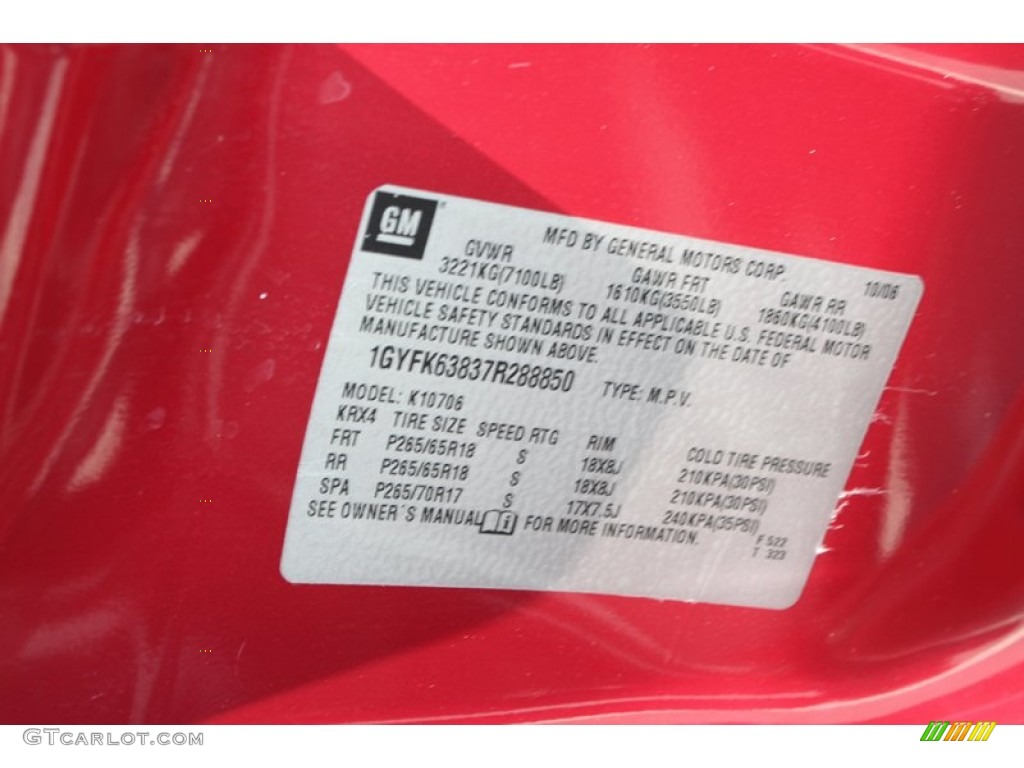 GM
MFD BY GENERAL MOTORS CORP. 10/06
GVWR GAWR FRT GAWR RR
3221KG(7100LB) 1610KG(3550LB) 1860KG(4100LB)
THIS VEHICLE CONFORMS TO ALL APPLICABLE U.S. FEDERAL MOTOR
VEHICLE SAFETY STANDARDS IN EFFECT ON THE DATE OF
MANUFACTURE SHOWN ABOVE.
1GYFK63837R288850 TYPE: M.P.V.
MODEL: K10706
KRX4 TIRE SIZE SPEED RTG RIM COLD TIRE PRESSURE
FRT P265/65R18 S 18X8J 210KPA(30PSI)
RR P265/65R18 S 18X8J 210KPA(30PSI)
SPA P265/70R17 S 17X7.5J 240KPA(35PSI)
SEE OWNER'S MANUAL i FOR MORE INFORMATION.
F 522
T 323
GTCARLOT.COM